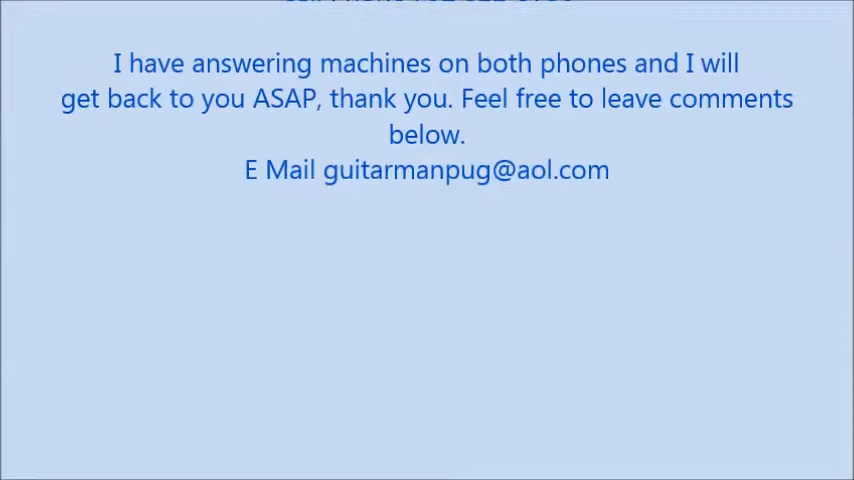 I have answering machines on both phones and I will
get back to you ASAP, thank you. Feel free to leave comments
below.
E Mail guitarmanpug@aol.com